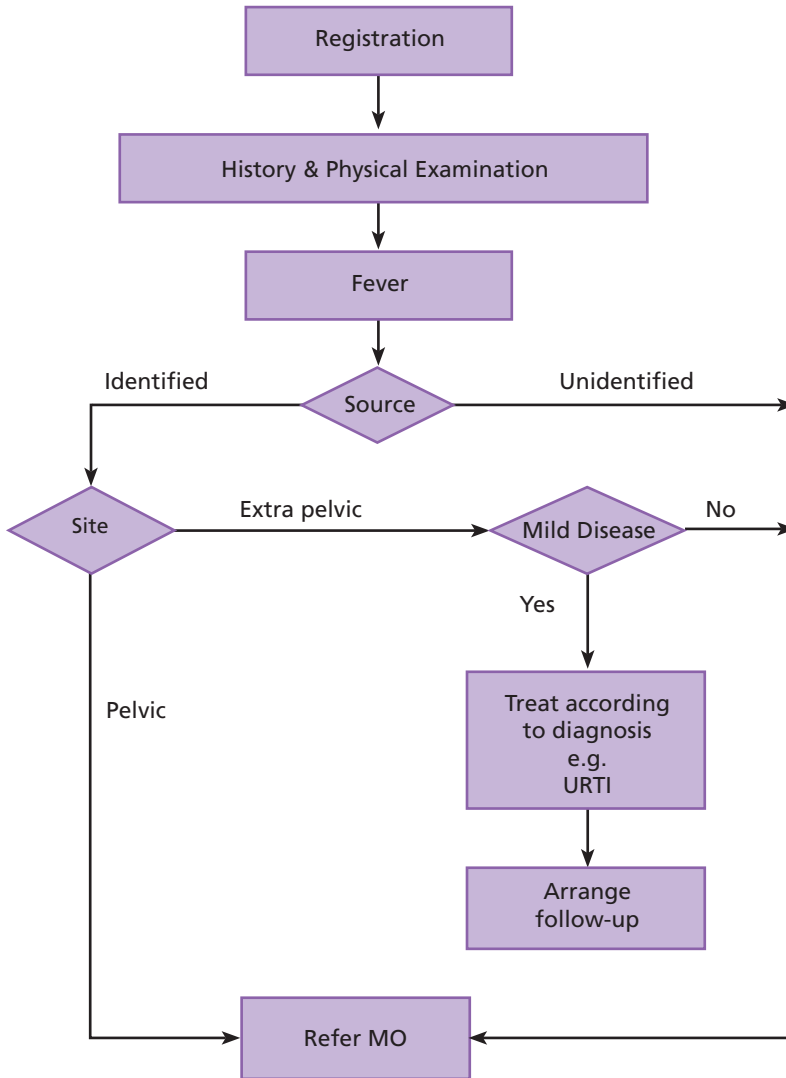 Registration
History & Physical Examination
Fever
Identified
Source
Unidentified
Site
Extra pelvic
Mild Disease
No
Yes
Pelvic
Treat according
to diagnosis
e.g.
URTI
Arrange
follow-up
Refer MO